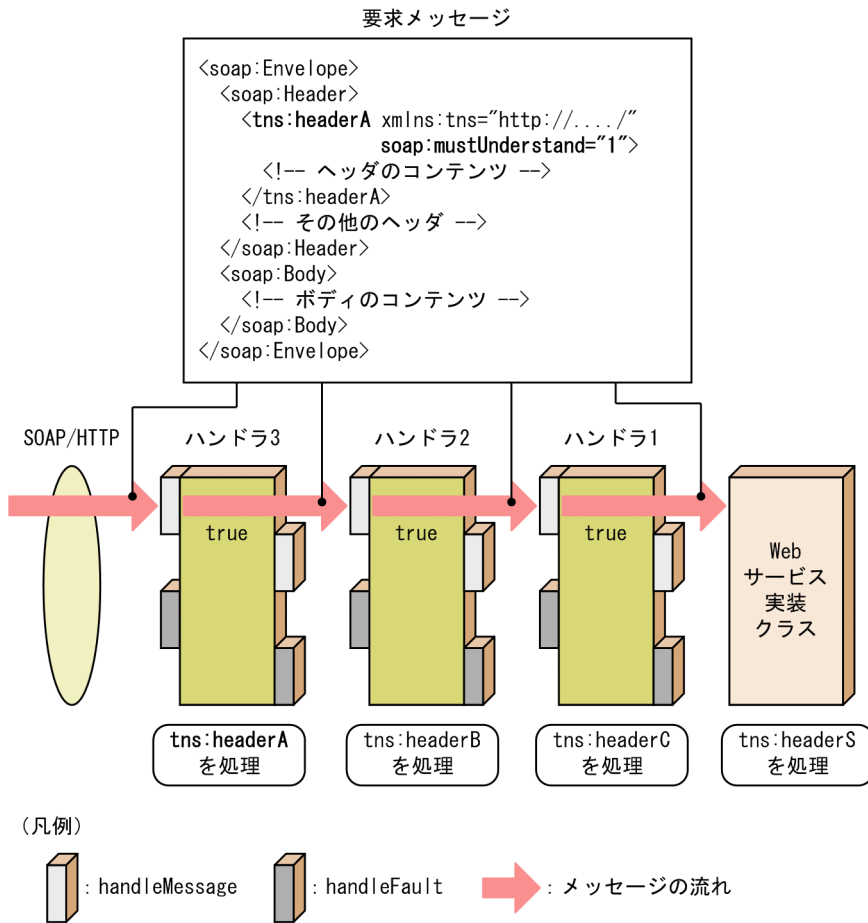 要求メッセージ
<soap:Envelope>
<soap:Header>
<tns:headerA xmlns:tns="http://..../"
soap:mustUnderstand="1">
<!-- ヘッダのコンテンツ -->
</tns:headerA>
<!-- その他のヘッダ -->
</soap:Header>
<soap:Body>
<!-- ボディのコンテンツ -->
</soap:Body>
</soap:Envelope>
SOAP/HTTP
ハンドラ3
ハンドラ2
ハンドラ1
true
true
true
Web
サービス
実装
クラス
tns:headerA
を処理
tns:headerB
を処理
tns:headerC
を処理
tns:headerS
を処理
(凡例)
: handleMessage
: handleFault
: メッセージの流れ